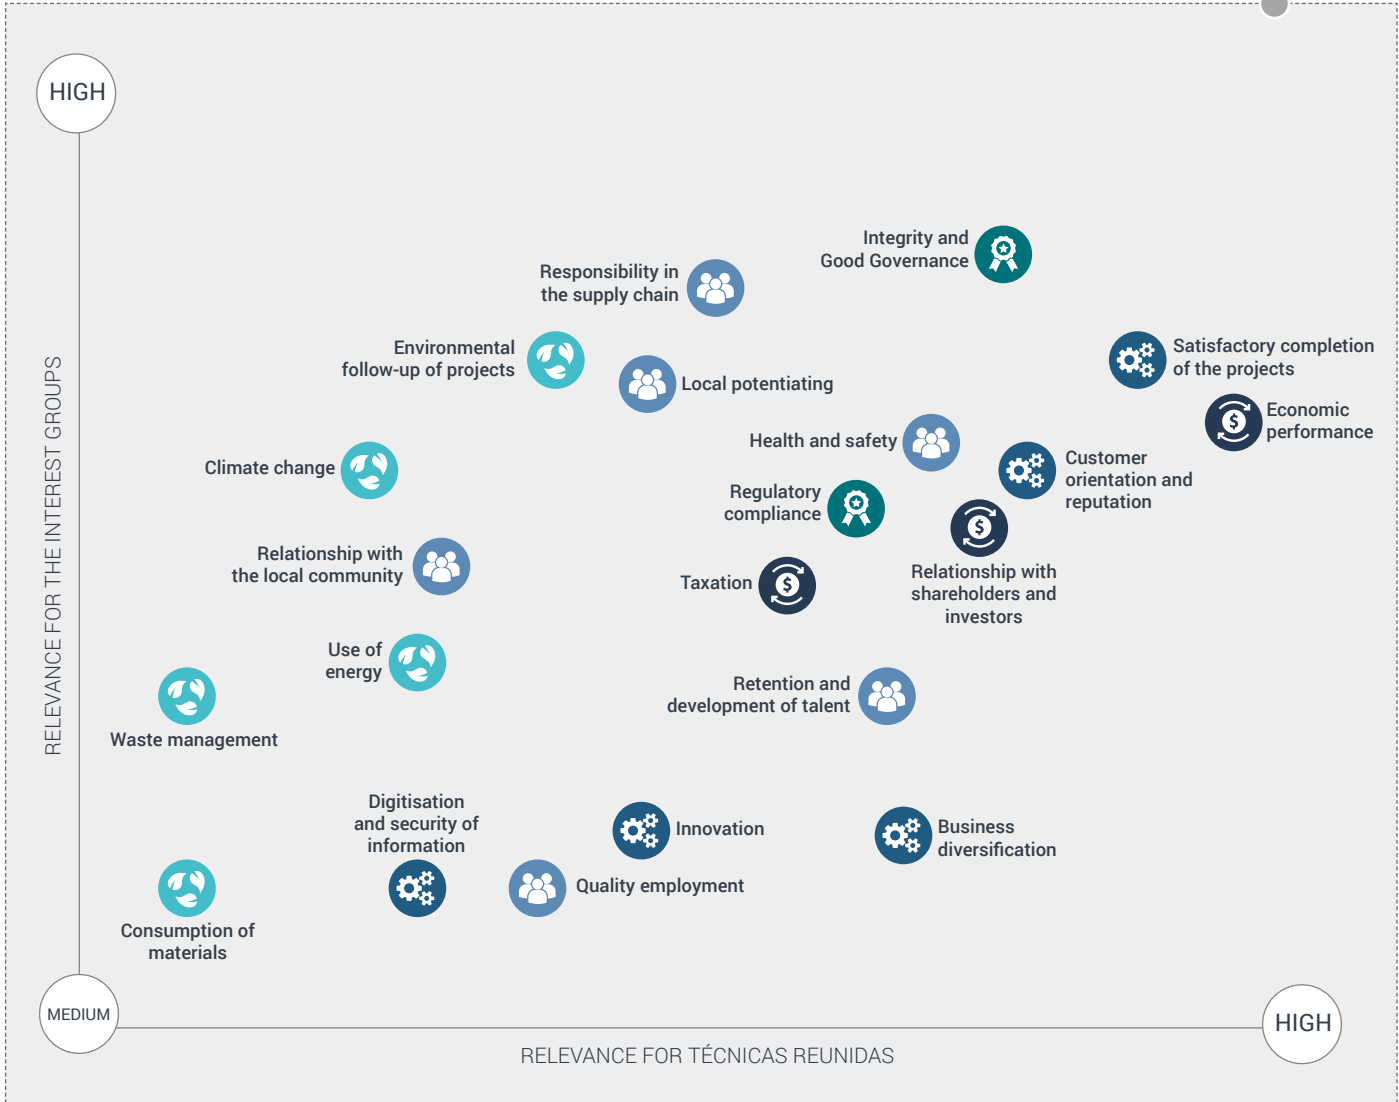 HIGH
Integrity and
Good Governance
Responsibility in
the supply chain
Environmental
follow-up of projects
Satisfactory completion
of the projects
Local potentiating
Economic
performance
Health and safety
Climate change
Customer
orientation and
reputation
Regulatory
compliance
Relationship with
the local community
Taxation
Relationship with
shareholders and
investors
Use of
energy
Retention and
development of talent
Waste management
Digitisation
and security of
information
Innovation
Business
diversification
Quality employment
Consumption of
materials
RELEVANCE FOR THE INTEREST GROUPS
MEDIUM
HIGH
RELEVANCE FOR TÉCNICAS REUNIDAS